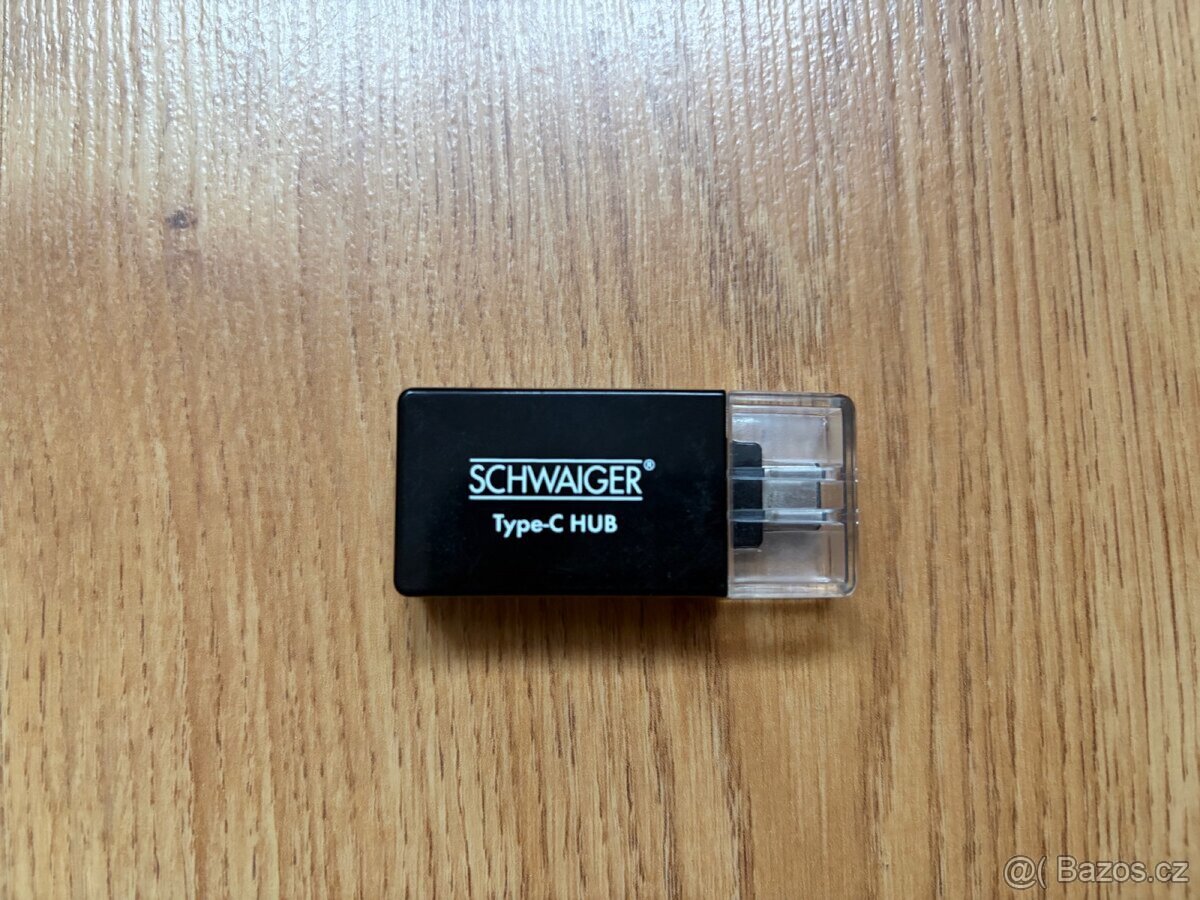 SCHWAIGER®
Type-C HUB
@( Bazos.cz